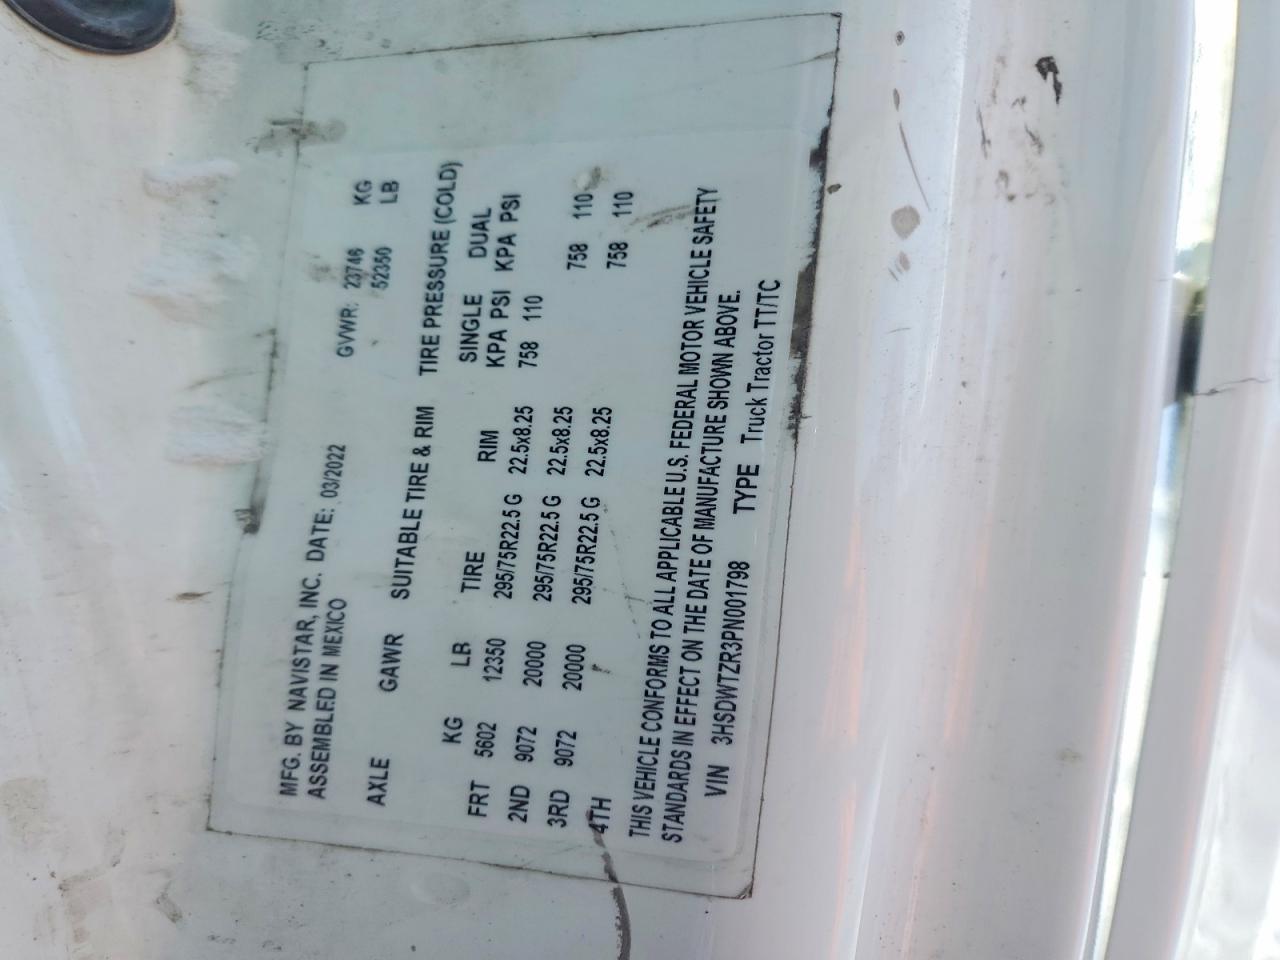 MFG. BY NAVISTAR, INC. DATE: 03/2022
ASSEMBLED IN MEXICO GVWR: 23746 KG
52350 LB
AXLE GAWR SUITABLE TIRE & RIM TIRE PRESSURE (COLD)
SINGLE DUAL
KG LB TIRE RIM KPA PSI KPA PSI
FRT 5602 12350 295/75R22.5 G 22.5x8.25 758 110
2ND 9072 20000 295/75R22.5 G 22.5x8.25 758 110
3RD 9072 20000 295/75R22.5 G 22.5x8.25 758 110
4TH
THIS VEHICLE CONFORMS TO ALL APPLICABLE U.S. FEDERAL MOTOR VEHICLE SAFETY
STANDARDS IN EFFECT ON THE DATE OF MANUFACTURE SHOWN ABOVE.
VIN 3HSDWTZR3PN001798 TYPE Truck Tractor TT/TC